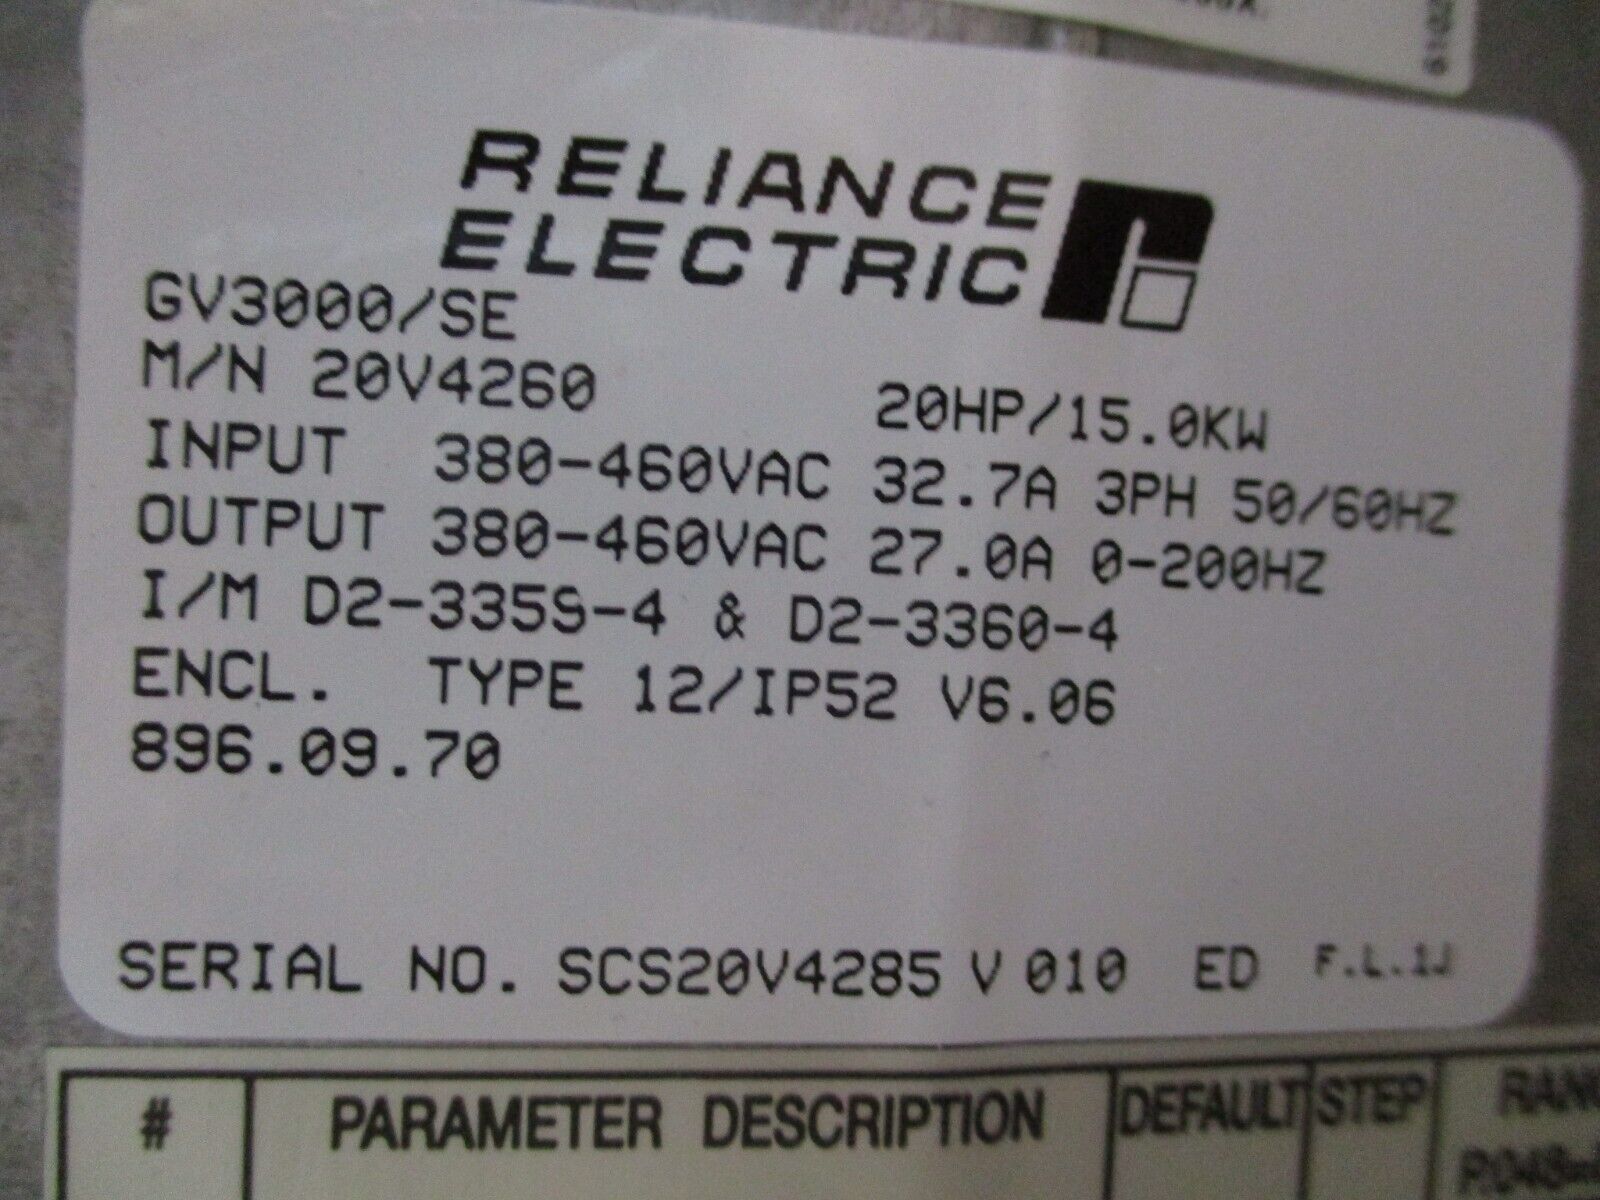 RELIANCE
ELECTRIC
GV3000/SE
M/N 20V4260 20HP/15.0KW
INPUT 380-460VAC 32.7A 3PH 50/60HZ
OUTPUT 380-460VAC 27.0A 0-200HZ
I/M D2-3359-4 & D2-3360-4
ENCL. TYPE 12/IP52 V6.06
896.09.70
SERIAL NO. SCS20V4285 V 010 ED F.L.1J
# PARAMETER DESCRIPTION DEFAULT STEP